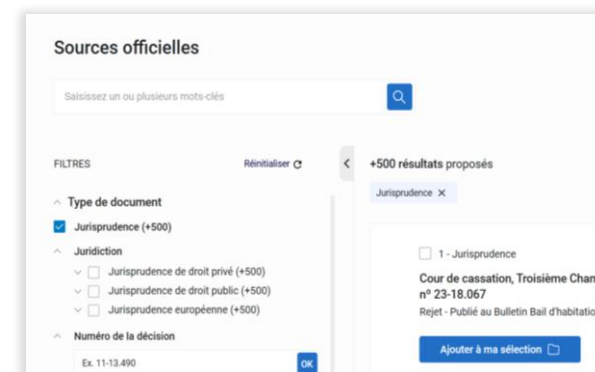 Sources officielles
Saisissez un ou plusieurs mots-clés
FILTRES
Réinitialiser
Type de document
Jurisprudence (+500)
Juridiction
Jurisprudence de droit privé (+500)
Jurisprudence de droit public (+500)
Jurisprudence européenne (+500)
Numéro de la décision
Ex. 11-13.490
OK
+500 résultats proposés
Jurisprudence X
1 - Jurisprudence
Cour de cassation, Troisième Cham
nº 23-18.067
Rejet - Publié au Bulletin Bail d'habitatio
Ajouter à ma sélection